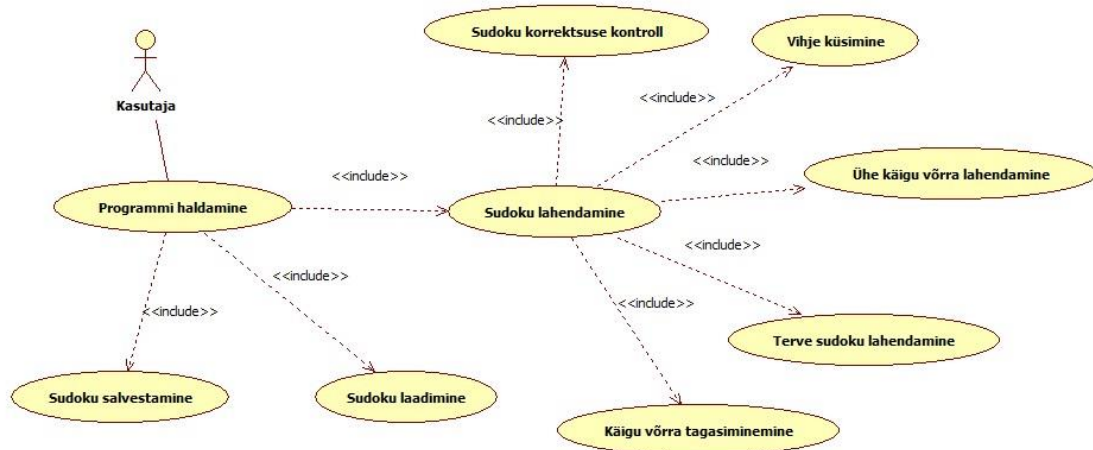 Sudoku korrektsuse kontroll
Vihje küsimine
Kasutaja
<<include>>
<<include>>
<<include>>
<<include>>
Ühe käigu võrra lahendamine
Programmi haldamine
Sudoku lahendamine
<<include>>
<<include>>
<<include>>
<<include>>
Terve sudoku lahendamine
Sudoku salvestamine
Sudoku laadimine
Käigu võrra tagasiminemine